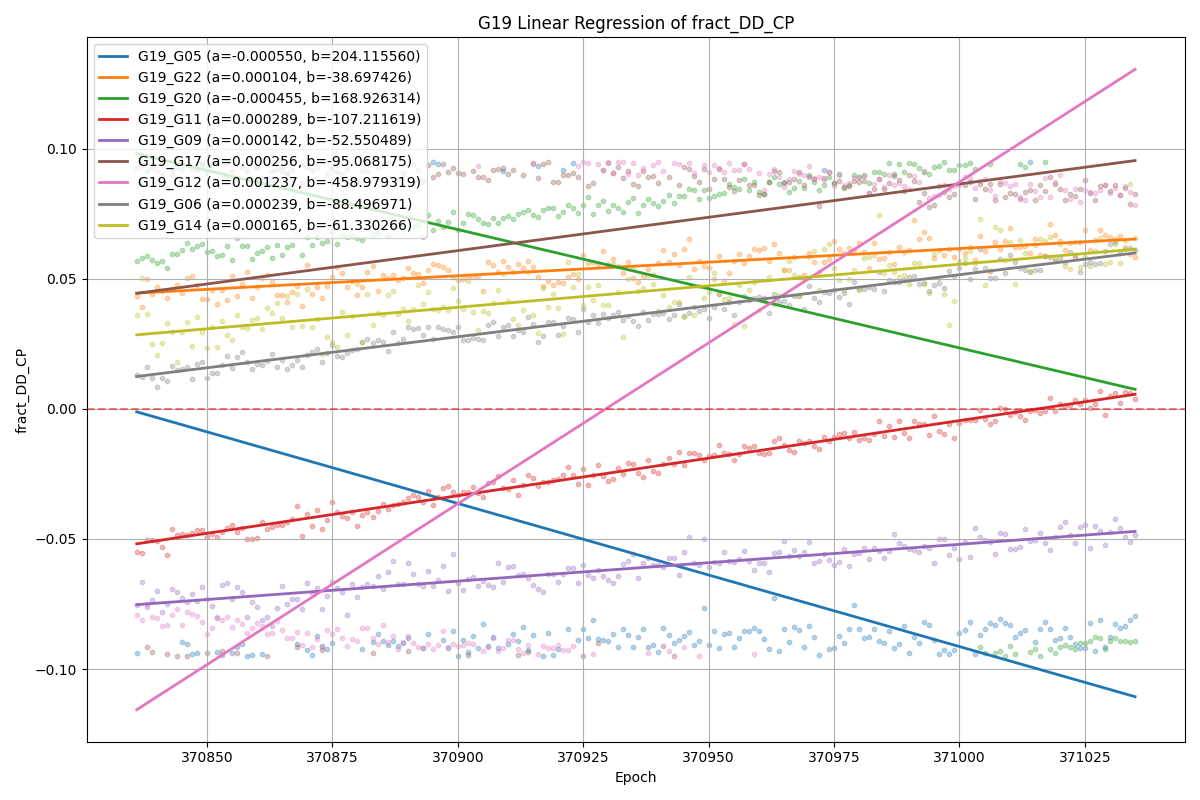 G19 Linear Regression of fract_DD_CP
G19_G05 (a=-0.000550, b=204.115560)
G19_G22 (a=0.000104, b=-38.697426)
G19_G20 (a=-0.000455, b=168.926314)
G19_G11 (a=0.000289, b=-107.211619)
G19_G09 (a=0.000142, b=-52.550489)
G19_G17 (a=0.000256, b=-95.068175)
G19_G12 (a=0.001237, b=-458.979319)
G19_G06 (a=0.000239, b=-88.496971)
G19_G14 (a=0.000165, b=-61.330266)
0.10
0.05
0.00
−0.05
−0.10
fract_DD_CP
370850 370875 370900 370925 370950 370975 371000 371025
Epoch